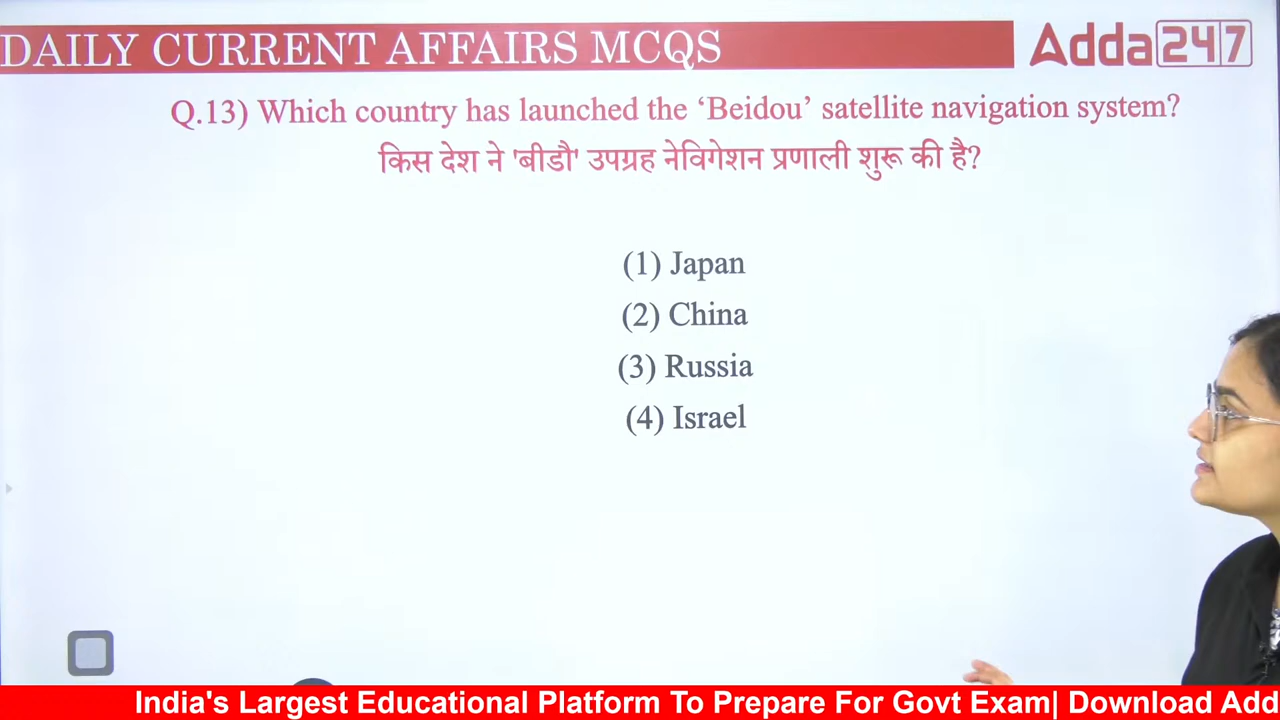 DAILY CURRENT AFFAIRS MCQS
Adda247
Q.13) Which country has launched the ‘Beidou’ satellite navigation system?
किस देश ने 'बीडौ' उपग्रह नेविगेशन प्रणाली शुरू की है?
(1) Japan
(2) China
(3) Russia
(4) Israel
India's Largest Educational Platform To Prepare For Govt Exam| Download Add